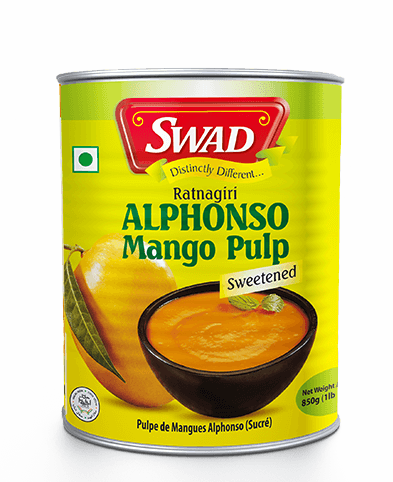 SWAD
Distinctly Different...
Ratnagiri
ALPHONSO
Mango Pulp
Sweetened
Net Weight
850g (1lb
Pulpe de Mangues Alphonso (Sucré)